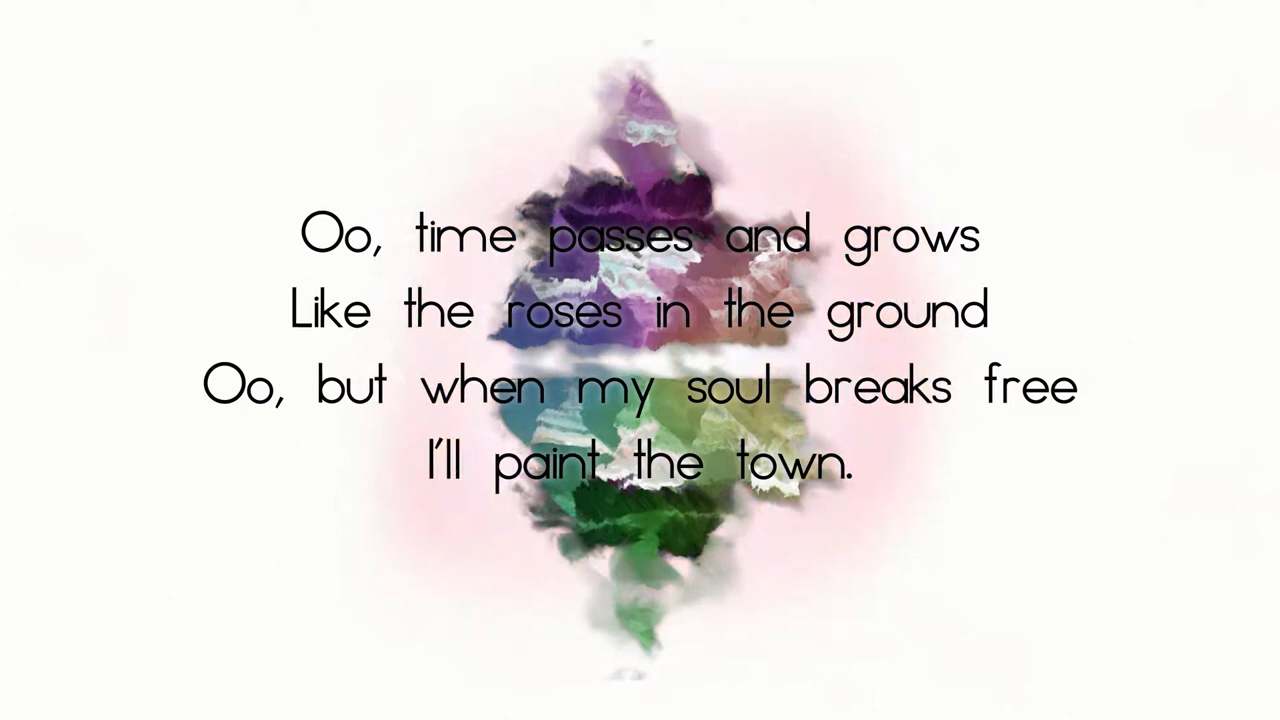 Oo, time passes and grows
Like the roses in the ground
Oo, but when my soul breaks free
I'll paint the town.